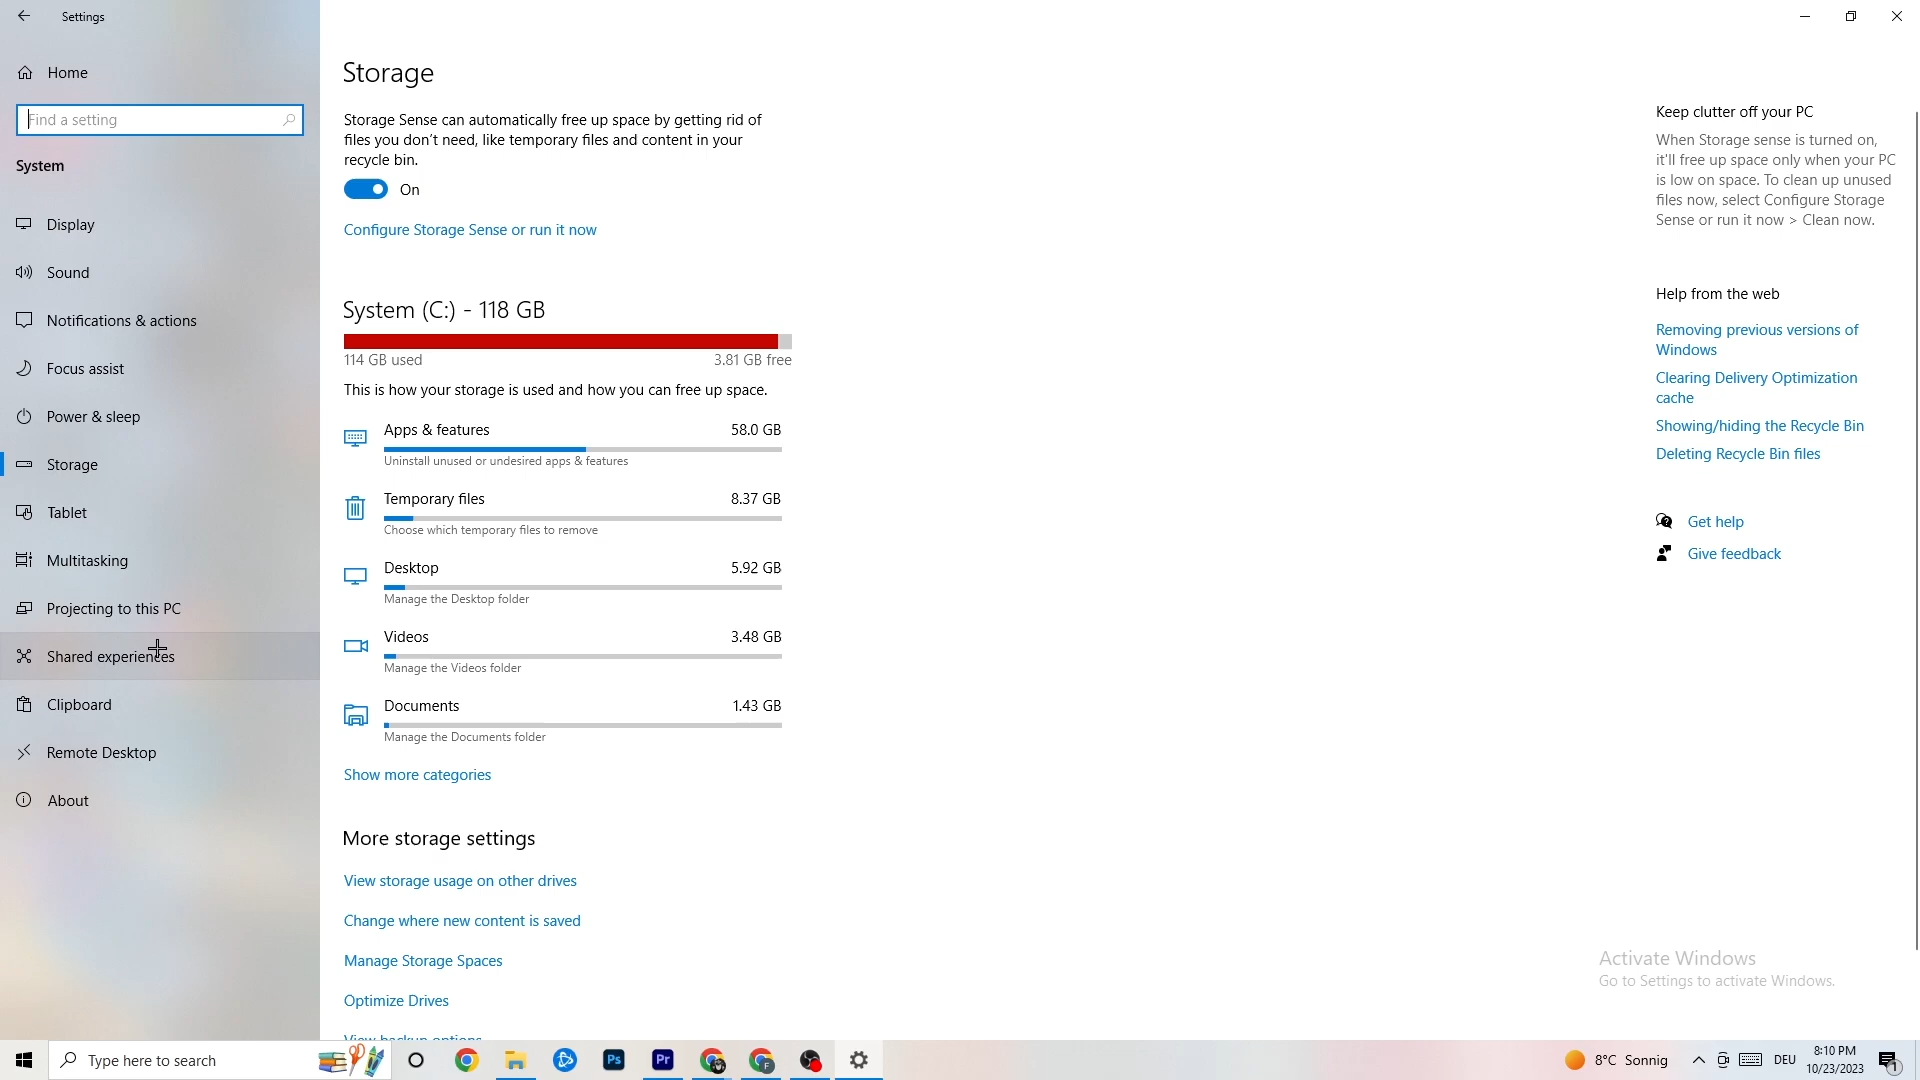 Settings
Home
Find a setting
System
Display
Sound
Notifications & actions
Focus assist
Power & sleep
Storage
Tablet
Multitasking
Projecting to this PC
Shared experiences
Clipboard
Remote Desktop
About
Storage
Storage Sense can automatically free up space by getting rid of
files you don't need, like temporary files and content in your
recycle bin.
On
Configure Storage Sense or run it now
System (C:) - 118 GB
114 GB used 3.81 GB free
This is how your storage is used and how you can free up space.
Apps & features 58.0 GB
Uninstall unused or undesired apps & features
Temporary files 8.37 GB
Choose which temporary files to remove
Desktop 5.92 GB
Manage the Desktop folder
Videos 3.48 GB
Manage the Videos folder
Documents 1.43 GB
Manage the Documents folder
Show more categories
More storage settings
View storage usage on other drives
Change where new content is saved
Manage Storage Spaces
Optimize Drives
View backup options
Keep clutter off your PC
When Storage sense is turned on,
it'll free up space only when your PC
is low on space. To clean up unused
files now, select Configure Storage
Sense or run it now > Clean now.
Help from the web
Removing previous versions of
Windows
Clearing Delivery Optimization
cache
Showing/hiding the Recycle Bin
Deleting Recycle Bin files
Get help
Give feedback
Activate Windows
Go to Settings to activate Windows.
Type here to search
Ps
Pr
F
8°C Sonnig
DEU
8:10 PM
10/23/2023
1